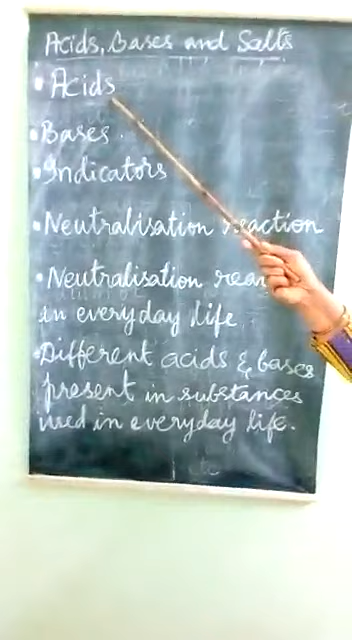 Acids, Bases and Salts
• Acids
• Bases.
• Indicators
• Neutralisation reaction
• Neutralisation
in everyday life
• Different acids & bases
present in substances
used in everyday life.